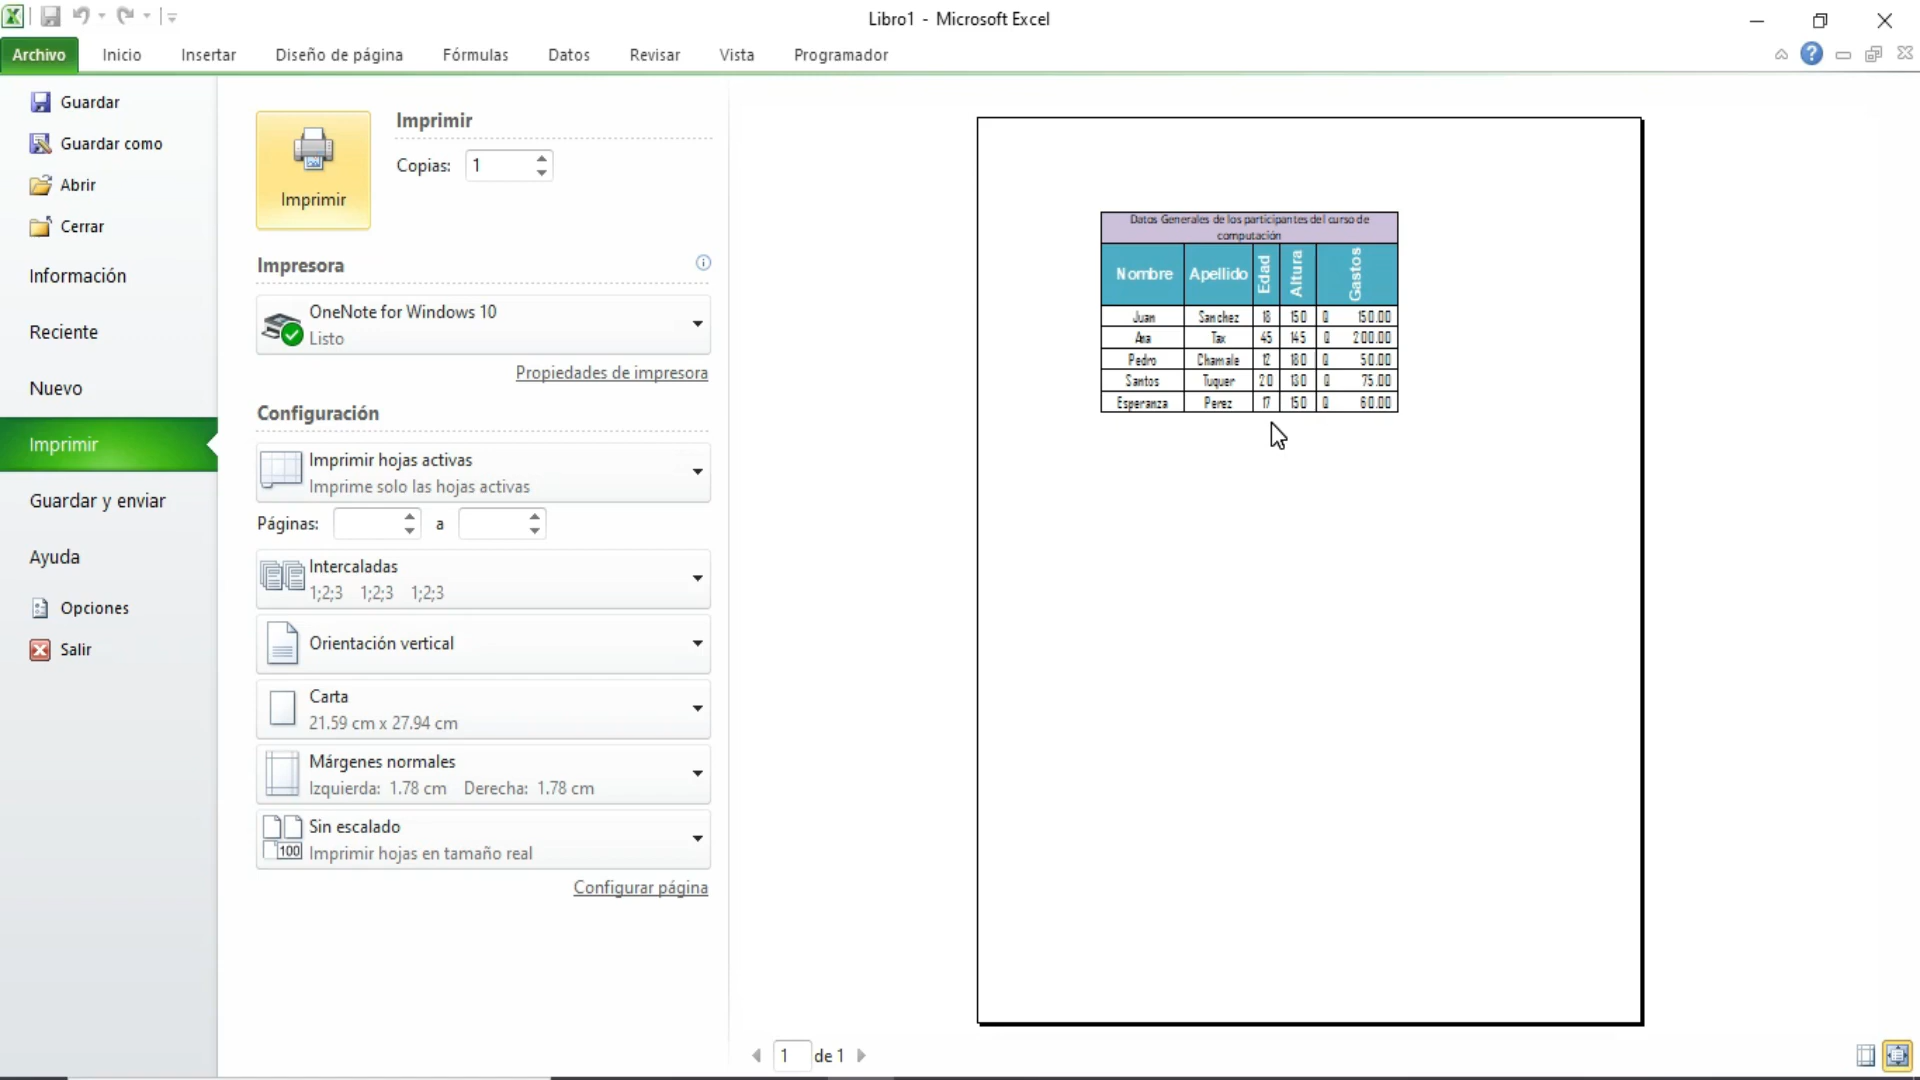 Libro1 - Microsoft Excel
Archivo Inicio Insertar Diseño de página Fórmulas Datos Revisar Vista Programador
Guardar
Guardar como
Abrir
Cerrar
Información
Reciente
Nuevo
Imprimir
Guardar y enviar
Ayuda
Opciones
Salir
Imprimir
Imprimir
Copias: 1
Impresora
OneNote for Windows 10
Listo
Propiedades de impresora
Configuración
Imprimir hojas activas
Imprime solo las hojas activas
Páginas: a
Intercaladas
1;2;3 1;2;3 1;2;3
Orientación vertical
Carta
21.59 cm x 27.94 cm
Márgenes normales
Izquierda: 1.78 cm Derecha: 1.78 cm
Sin escalado
100
Imprimir hojas en tamaño real
Configurar página
Datos Generales de los participantes del curso de
computación
Nombre Apellido Edad Altura Gastos
Juan Sanchez 18 150 Q 150.00
Ana Tax 45 145 Q 200.00
Pedro Chamale 12 180 Q 50.00
Santos Tuquer 20 130 Q 75.00
Esperanza Perez 17 150 Q 60.00
1 de 1